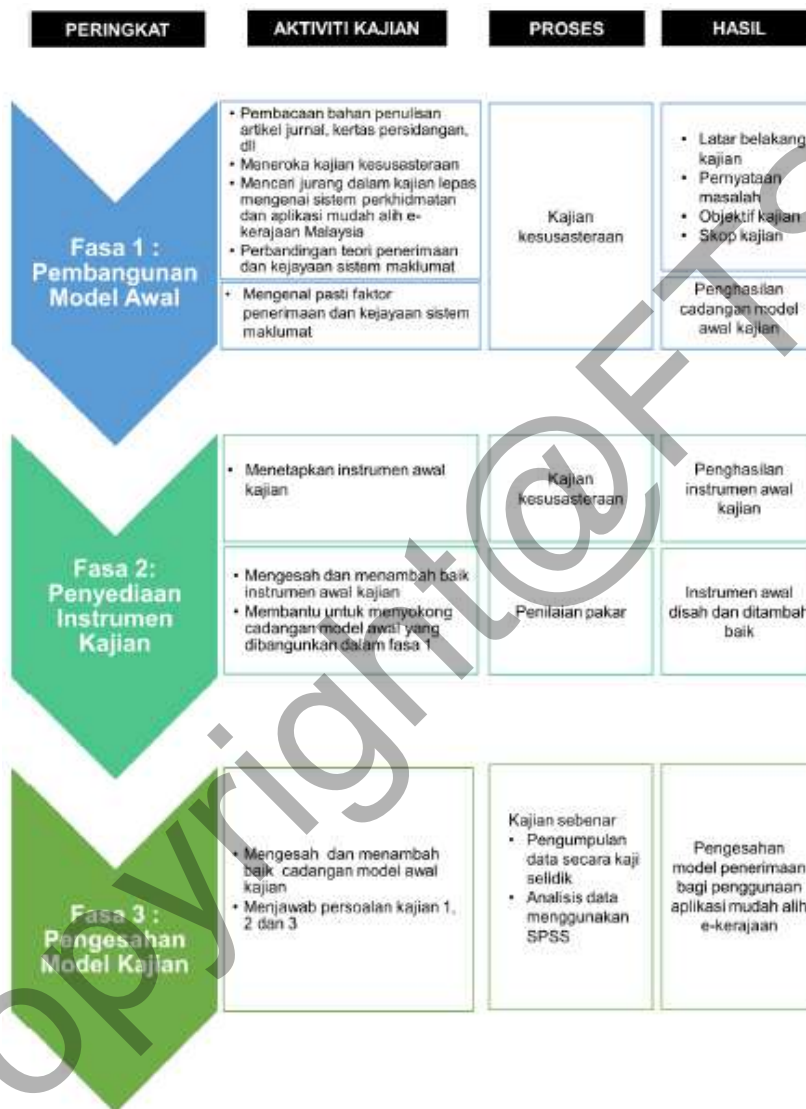 PERINGKAT
AKTIVITI KAJIAN
PROSES
HASIL
Fasa 1 :
Pembangunan
Model Awal
• Pembacaan bahan penulisan
artikel jurnal, kertas persidangan,
dll
• Meneroka kajian kesusasteraan
• Mencari jurang dalam kajian lepas
mengenai sistem perkhidmatan
dan aplikasi mudah alih e-
kerajaan Malaysia
• Perbandingan teori penerimaan
dan kejayaan sistem maklumat
• Mengenal pasti faktor
penerimaan dan kejayaan sistem
maklumat
Kajian
kesusasteraan
• Latar belakang
kajian
• Pernyataan
masalah
• Objektif kajian
• Skop kajian
Penghasilan
cadangan model
awal kajian
Fasa 2:
Penyediaan
Instrumen
Kajian
• Menetapkan instrumen awal
kajian
Kajian
kesusasteraan
Penghasilan
instrumen awal
kajian
• Mengesah dan menambah baik
instrumen awal kajian
• Membantu untuk menyokong
cadangan model awal yang
dibangunkan dalam fasa 1
Penilaian pakar
Instrumen awal
disah dan ditambah
baik
Fasa 3 :
Pengesahan
Model Kajian
• Mengesah dan menambah
baik cadangan model awal
kajian
• Menjawab persoalan kajian 1,
2 dan 3
Kajian sebenar
• Pengumpulan
data secara kaji
selidik
• Analisis data
menggunakan
SPSS
Pengesahan
model penerimaan
bagi penggunaan
aplikasi mudah alih
e-kerajaan
opyright@FTS